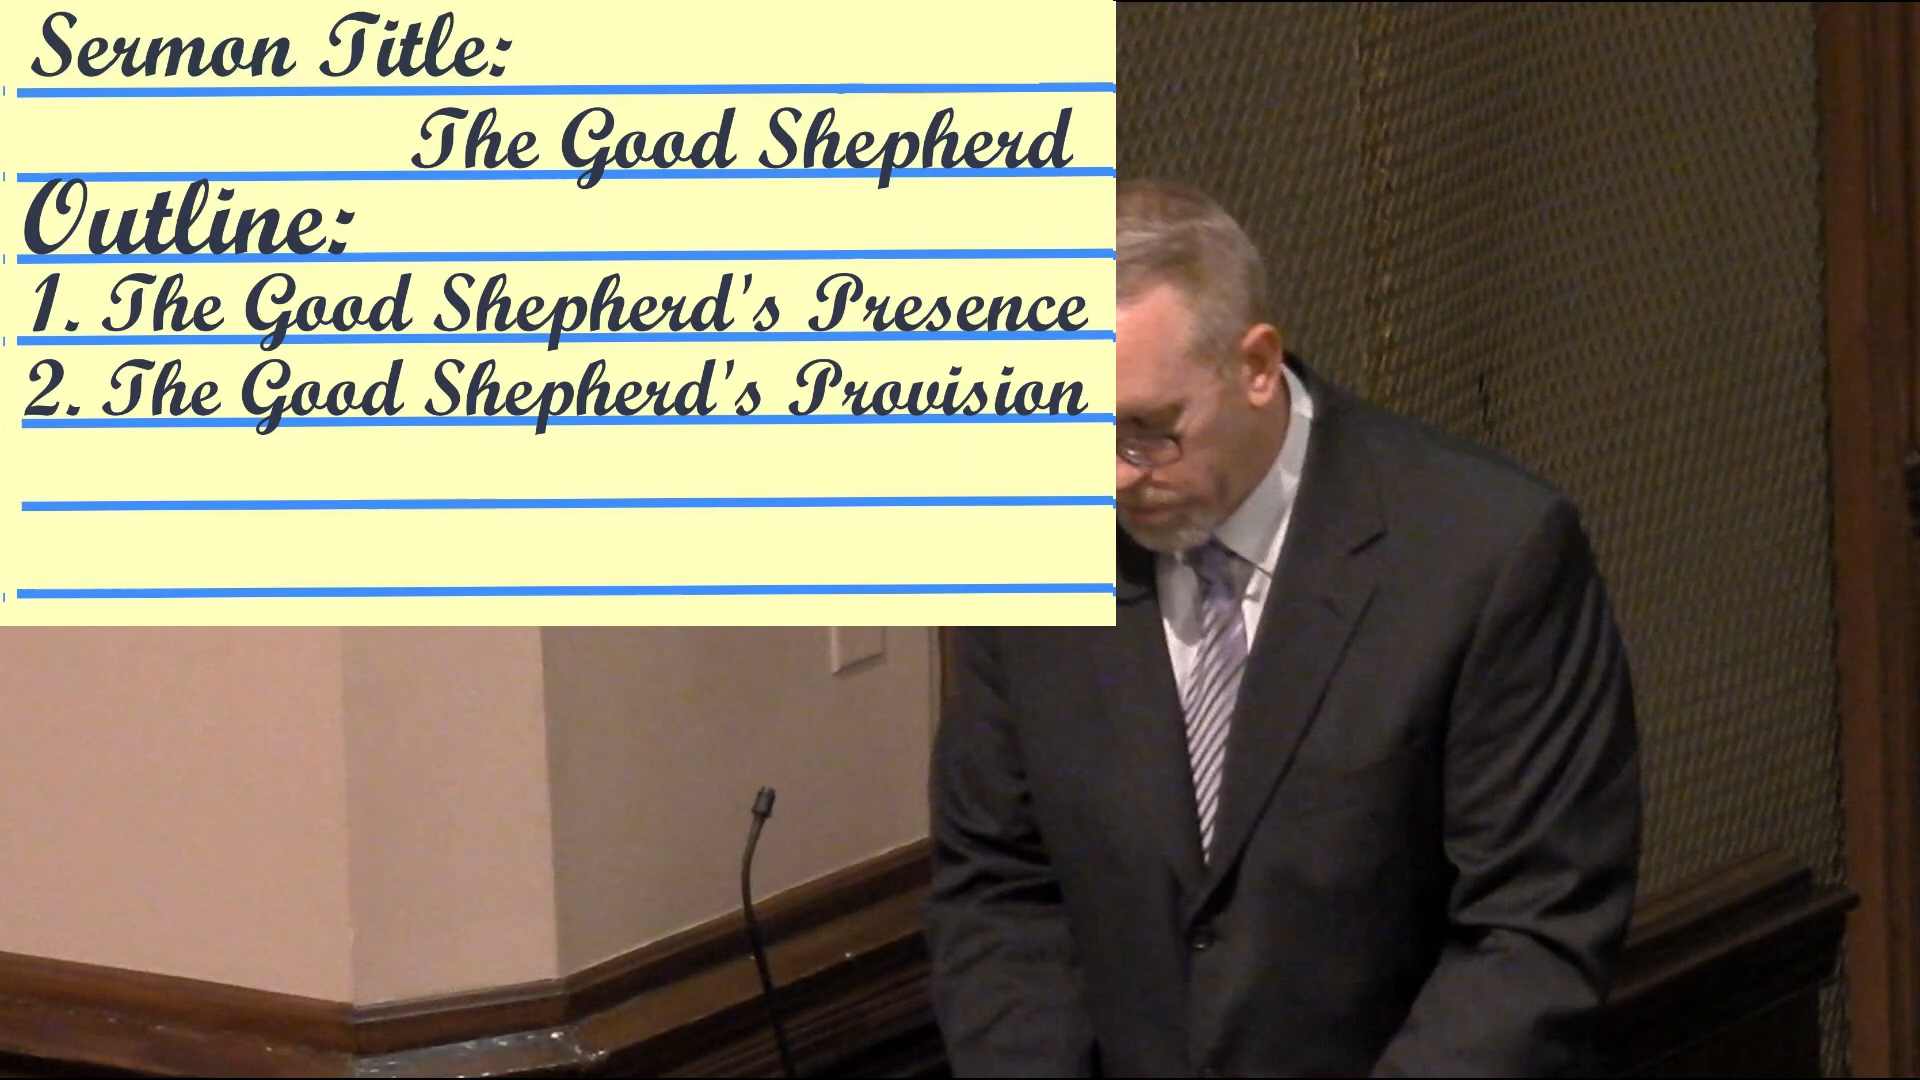 Sermon Title:
The Good Shepherd
Outline:
1. The Good Shepherd's Presence
2. The Good Shepherd's Provision